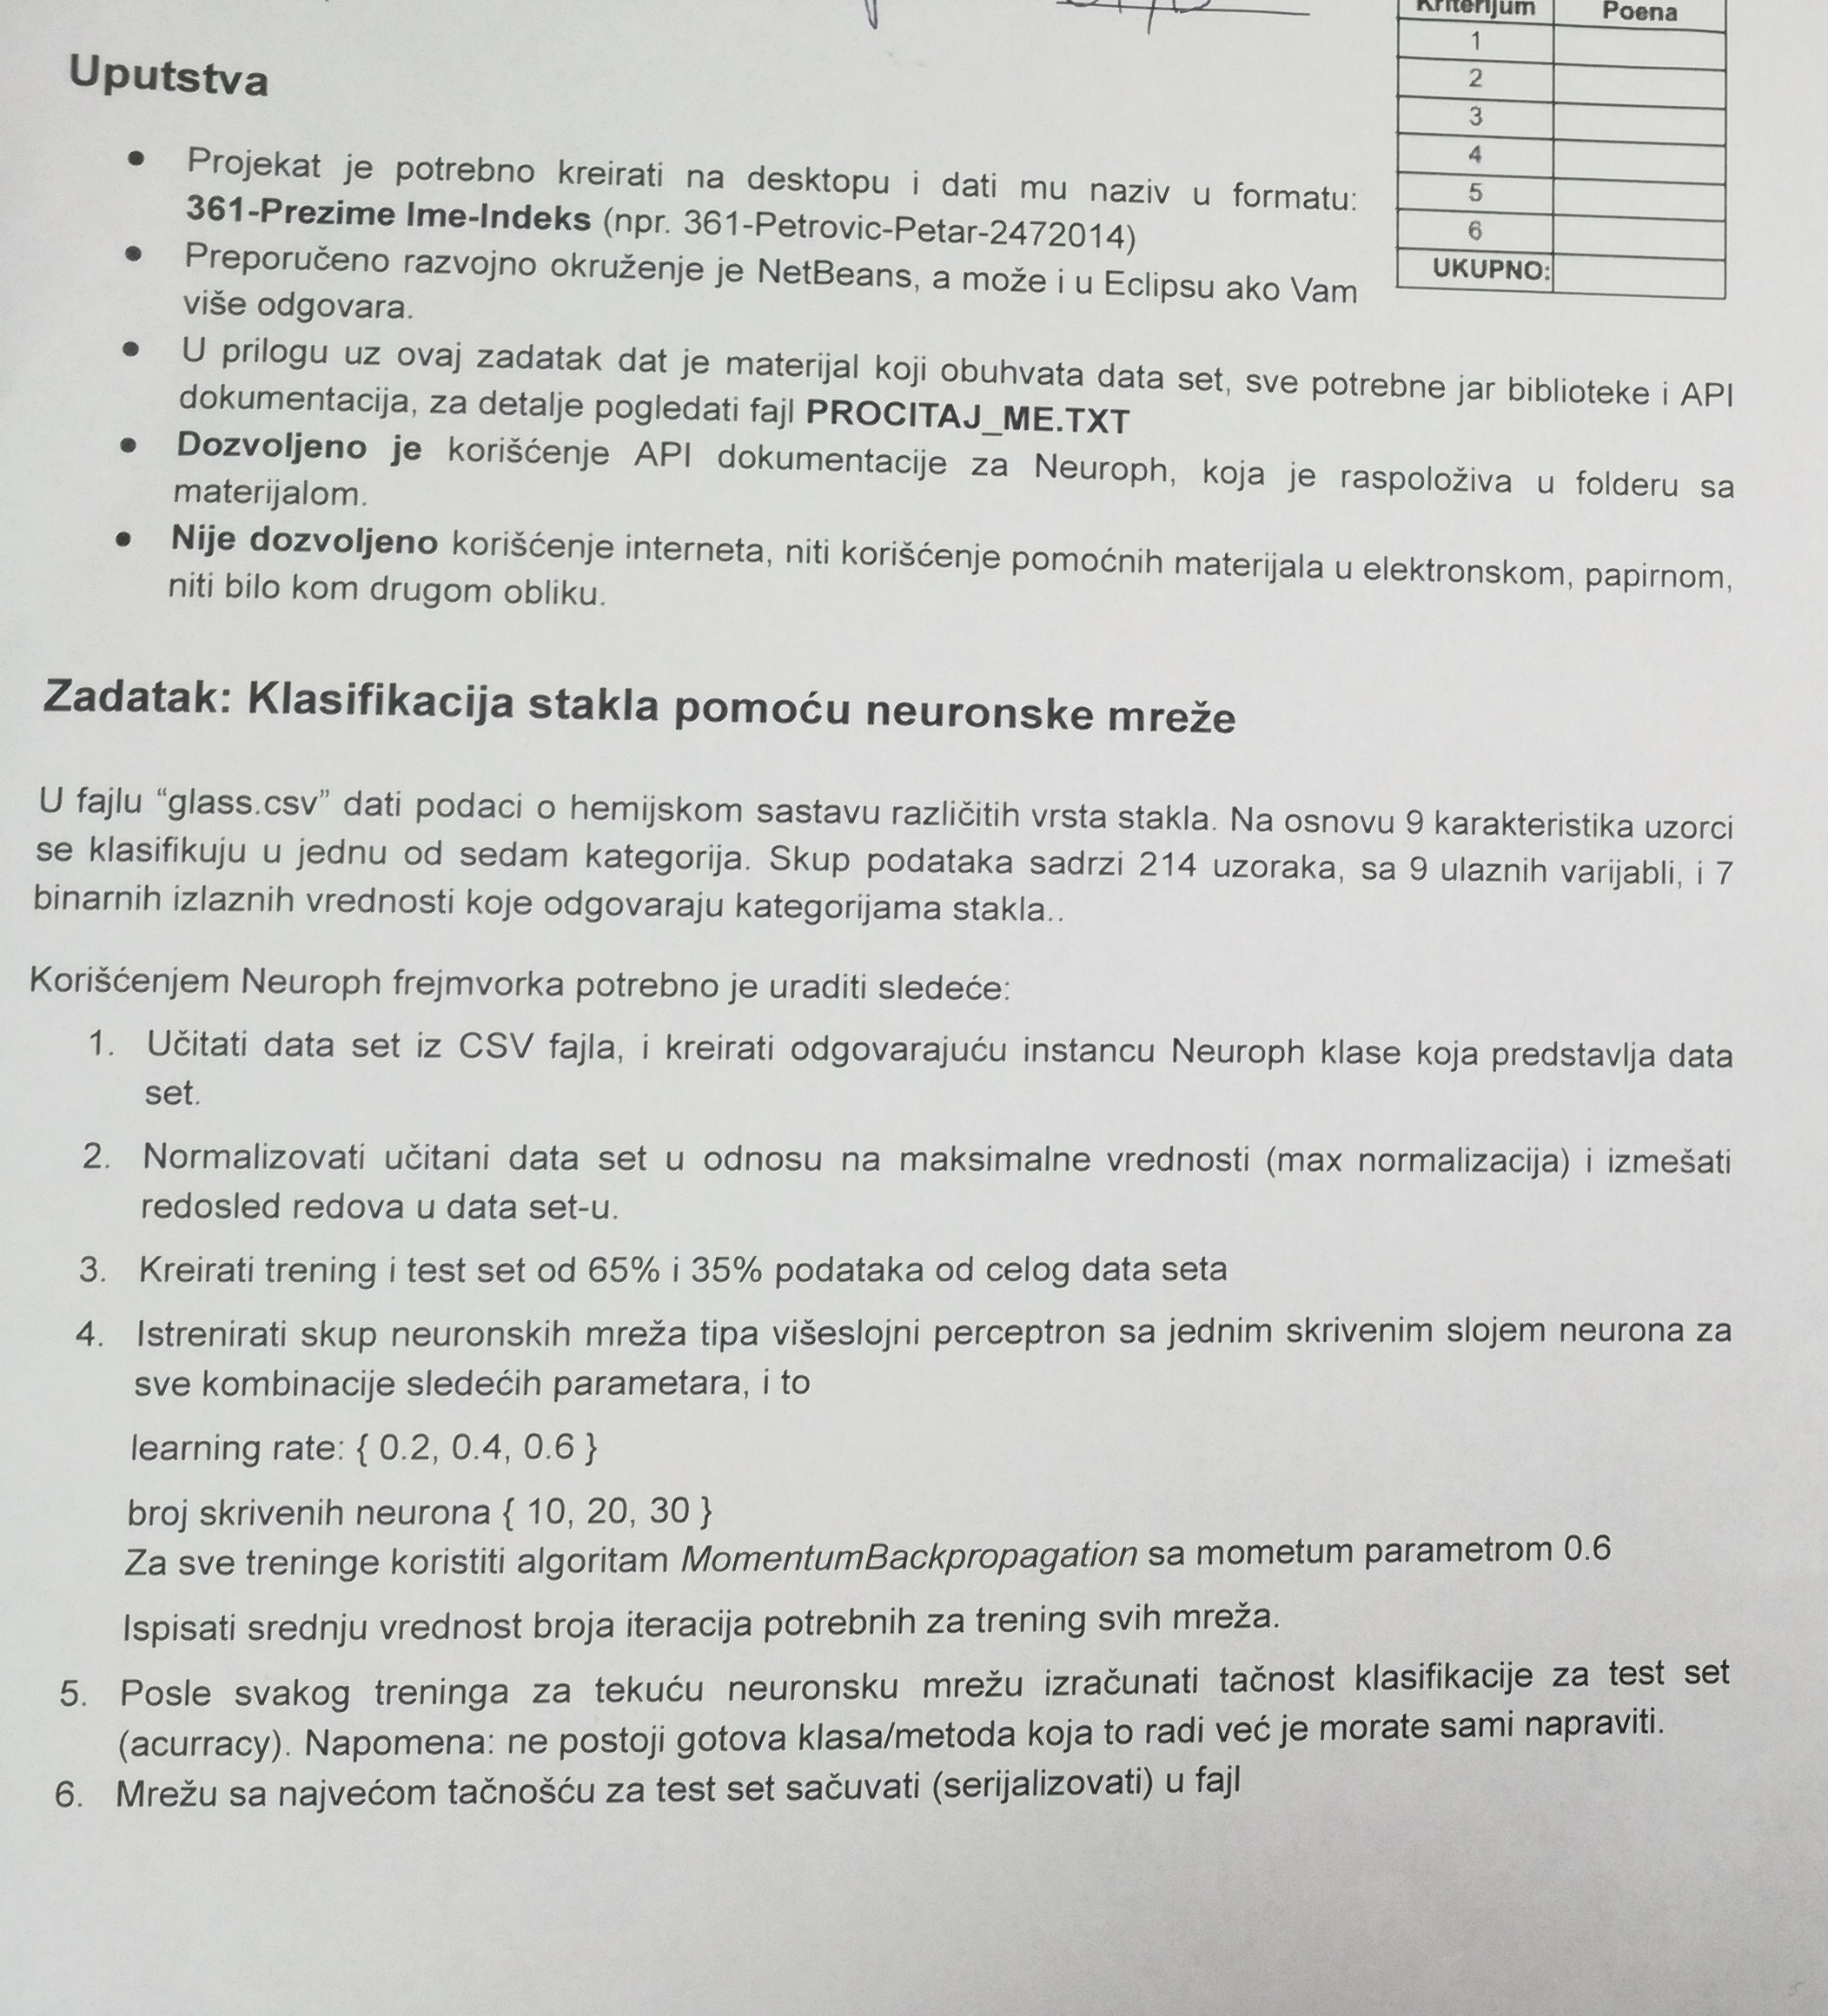 Kriterijum Poena
1
2
3
4
5
6
UKUPNO:
Uputstva
● Projekat je potrebno kreirati na desktopu i dati mu naziv u formatu:
361-Prezime Ime-Indeks (npr. 361-Petrovic-Petar-2472014)
● Preporučeno razvojno okruženje je NetBeans, a može i u Eclipsu ako Vam
više odgovara.
● U prilogu uz ovaj zadatak dat je materijal koji obuhvata data set, sve potrebne jar biblioteke i API
dokumentacija, za detalje pogledati fajl PROCITAJ_ME.TXT
● Dozvoljeno je korišćenje API dokumentacije za Neuroph, koja je raspoloživa u folderu sa
materijalom.
● Nije dozvoljeno korišćenje interneta, niti korišćenje pomoćnih materijala u elektronskom, papirnom,
niti bilo kom drugom obliku.
Zadatak: Klasifikacija stakla pomoću neuronske mreže
U fajlu “glass.csv” dati podaci o hemijskom sastavu različitih vrsta stakla. Na osnovu 9 karakteristika uzorci
se klasifikuju u jednu od sedam kategorija. Skup podataka sadrzi 214 uzoraka, sa 9 ulaznih varijabli, i 7
binarnih izlaznih vrednosti koje odgovaraju kategorijama stakla..
Korišćenjem Neuroph frejmvorka potrebno je uraditi sledeće:
1. Učitati data set iz CSV fajla, i kreirati odgovarajuću instancu Neuroph klase koja predstavlja data
set.
2. Normalizovati učitani data set u odnosu na maksimalne vrednosti (max normalizacija) i izmešati
redosled redova u data set-u.
3. Kreirati trening i test set od 65% i 35% podataka od celog data seta
4. Istrenirati skup neuronskih mreža tipa višeslojni perceptron sa jednim skrivenim slojem neurona za
sve kombinacije sledećih parametara, i to
learning rate: { 0.2, 0.4, 0.6 }
broj skrivenih neurona { 10, 20, 30 }
Za sve treninge koristiti algoritam MomentumBackpropagation sa mometum parametrom 0.6
Ispisati srednju vrednost broja iteracija potrebnih za trening svih mreža.
5. Posle svakog treninga za tekuću neuronsku mrežu izračunati tačnost klasifikacije za test set
(acurracy). Napomena: ne postoji gotova klasa/metoda koja to radi već je morate sami napraviti.
6. Mrežu sa najvećom tačnošću za test set sačuvati (serijalizovati) u fajl